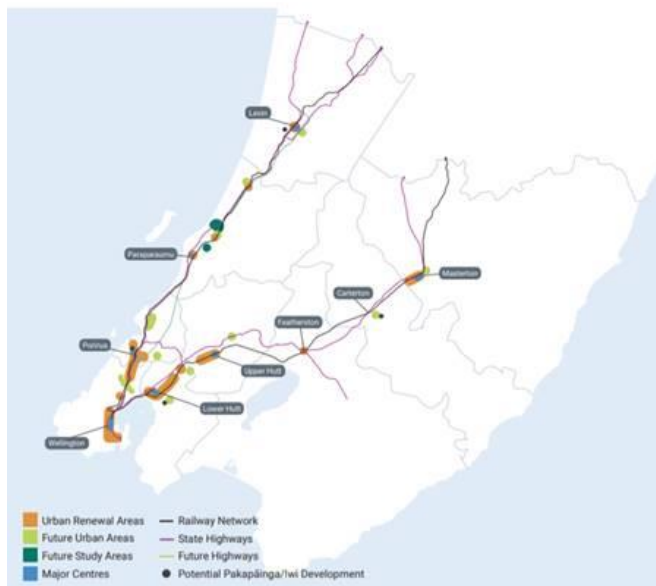 Levin
Paraparaumu
Masterton
Carterton
Featherston
Porirua
Upper Hutt
Lower Hutt
Wellington
Urban Renewal Areas
Future Urban Areas
Future Study Areas
Major Centres
Railway Network
State Highways
Future Highways
Potential Pakapāinga/Iwi Development